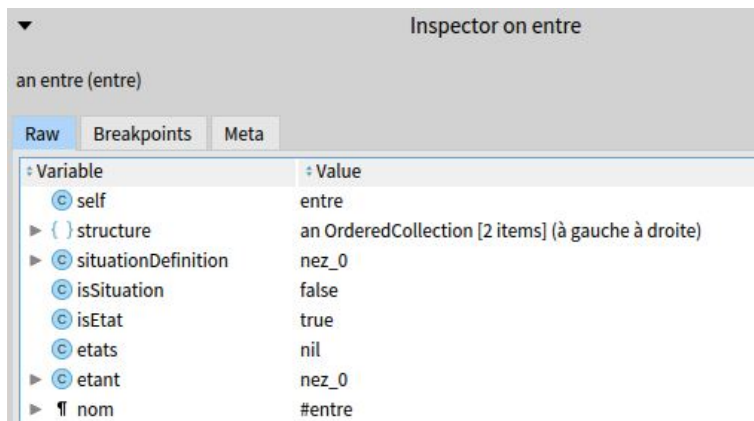 Inspector on entre
an entre (entre)
Raw Breakpoints Meta
Variable Value
self entre
{ } structure an OrderedCollection [2 items] (à gauche à droite)
situationDefinition nez_0
isSituation false
isEtat true
etats nil
etant nez_0
¶ nom #entre